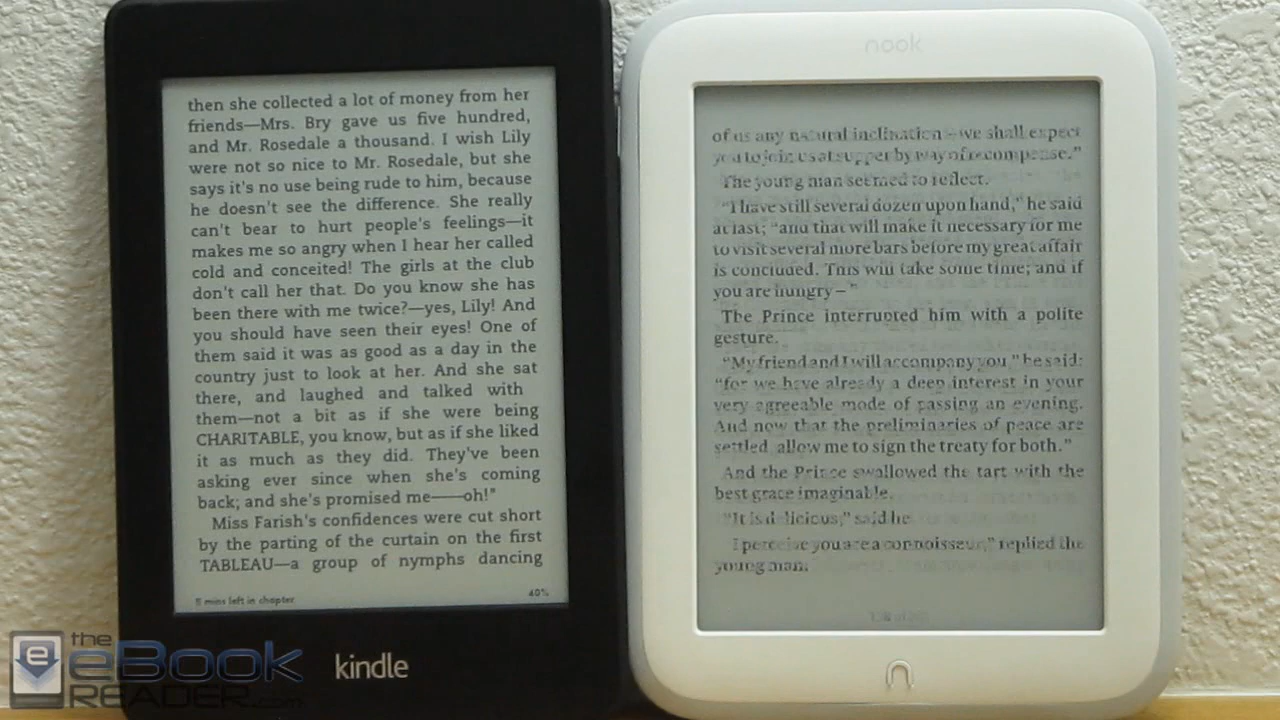 then she collected a lot of money from her
friends—Mrs. Bry gave us five hundred,
and Mr. Rosedale a thousand. I wish Lily
were not so nice to Mr. Rosedale, but she
says it's no use being rude to him, because
he doesn't see the difference. She really
can't bear to hurt people's feelings—it
makes me so angry when I hear her called
cold and conceited! The girls at the club
don't call her that. Do you know she has
been there with me twice?—yes, Lily! And
you should have seen their eyes! One of
them said it was as good as a day in the
country just to look at her. And she sat
there, and laughed and talked with
them—not a bit as if she were being
CHARITABLE, you know, but as if she liked
it as much as they did. They've been
asking ever since when she's coming
back; and she's promised me——oh!"
Miss Farish's confidences were cut short
by the parting of the curtain on the first
TABLEAU—a group of nymphs dancing
5 mins left in chapter
40%
kindle
nook
of us any natural inclination – we shall expect
you to join us at supper by way of recompense."
The young man seemed to reflect.
"I have still several dozen upon hand," he said
at last; "and that will make it necessary for me
to visit several more bars before my great affair
is concluded. This will take some time; and if
you are hungry – "
The Prince interrupted him with a polite
gesture.
"My friend and I will accompany you," he said;
"for we have already a deep interest in your
very agreeable mode of passing an evening.
And now that the preliminaries of peace are
settled, allow me to sign the treaty for both."
And the Prince swallowed the tart with the
best grace imaginable.
"It is delicious," said he.
I perceive you are a connoisseur," replied the
young man.
the
eBook
READER.com